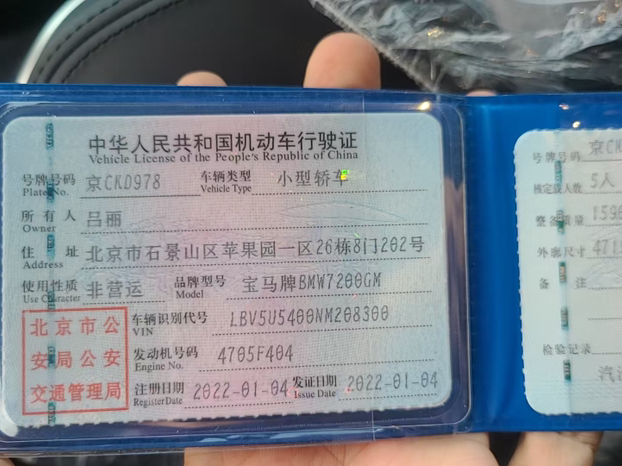 中华人民共和国机动车行驶证
Vehicle License of the People's Republic of China
号牌号码 京CKD978 车辆类型 小型轿车
Plate No. Vehicle Type
所有人 吕丽
Owner
住址 北京市石景山区苹果园一区26栋8门202号
Address
使用性质 非营运 品牌型号 宝马牌BMW7200GM
Use Character Model
北京市公
安局公安
交通管理局
车辆识别代号 LBV5U5400NM208300
VIN
发动机号码 4705F404
Engine No.
注册日期 2022-01-04 发证日期 2022-01-04
Register Date Issue Date
号牌号码 京CK
核定载人数 5人
整备质量
外廓尺寸
备注
检验记录